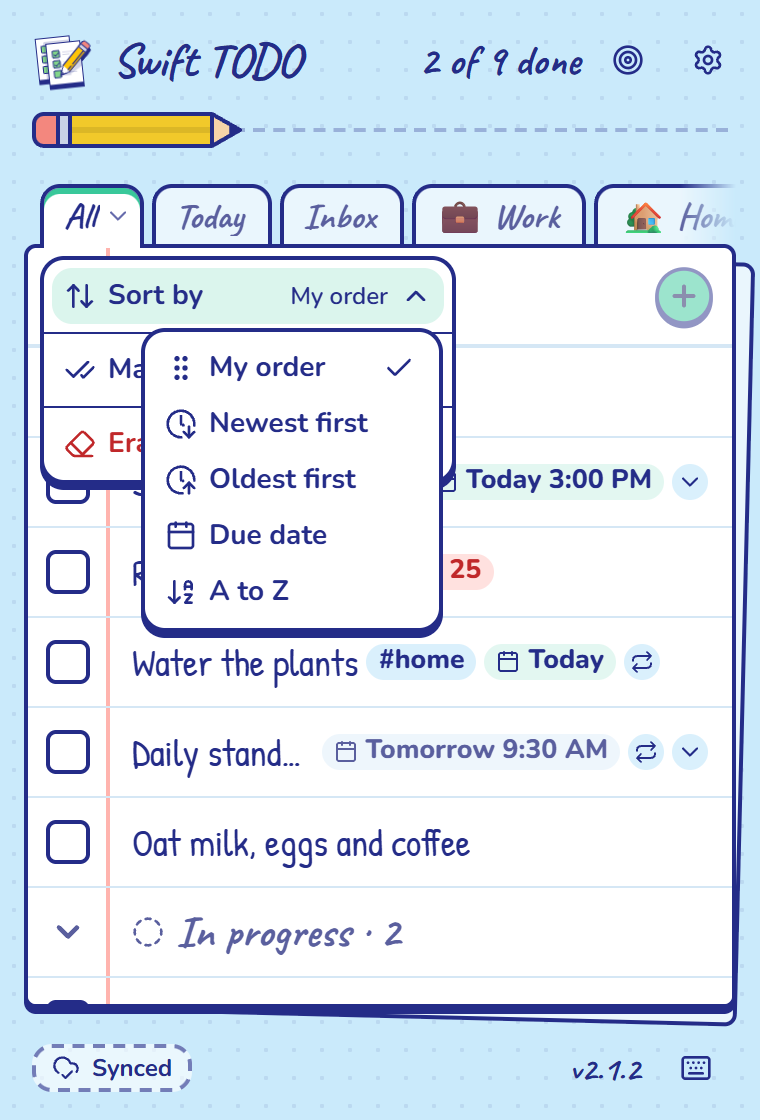 Swift TODO
2 of 9 done
All
Today
Inbox
Work
Sort by
My order
My order
Newest first
Oldest first
Due date
A to Z
Today 3:00 PM
25
Water the plants #home Today
Daily stand... Tomorrow 9:30 AM
Oat milk, eggs and coffee
In progress · 2
Synced
v2.1.2